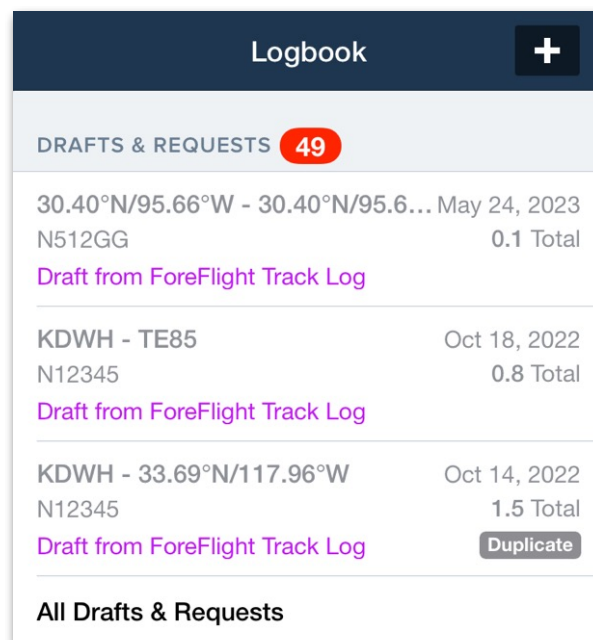 Logbook
DRAFTS & REQUESTS 49
30.40°N/95.66°W - 30.40°N/95.6... May 24, 2023
N512GG 0.1 Total
Draft from ForeFlight Track Log
KDWH - TE85 Oct 18, 2022
N12345 0.8 Total
Draft from ForeFlight Track Log
KDWH - 33.69°N/117.96°W Oct 14, 2022
N12345 1.5 Total
Draft from ForeFlight Track Log Duplicate
All Drafts & Requests